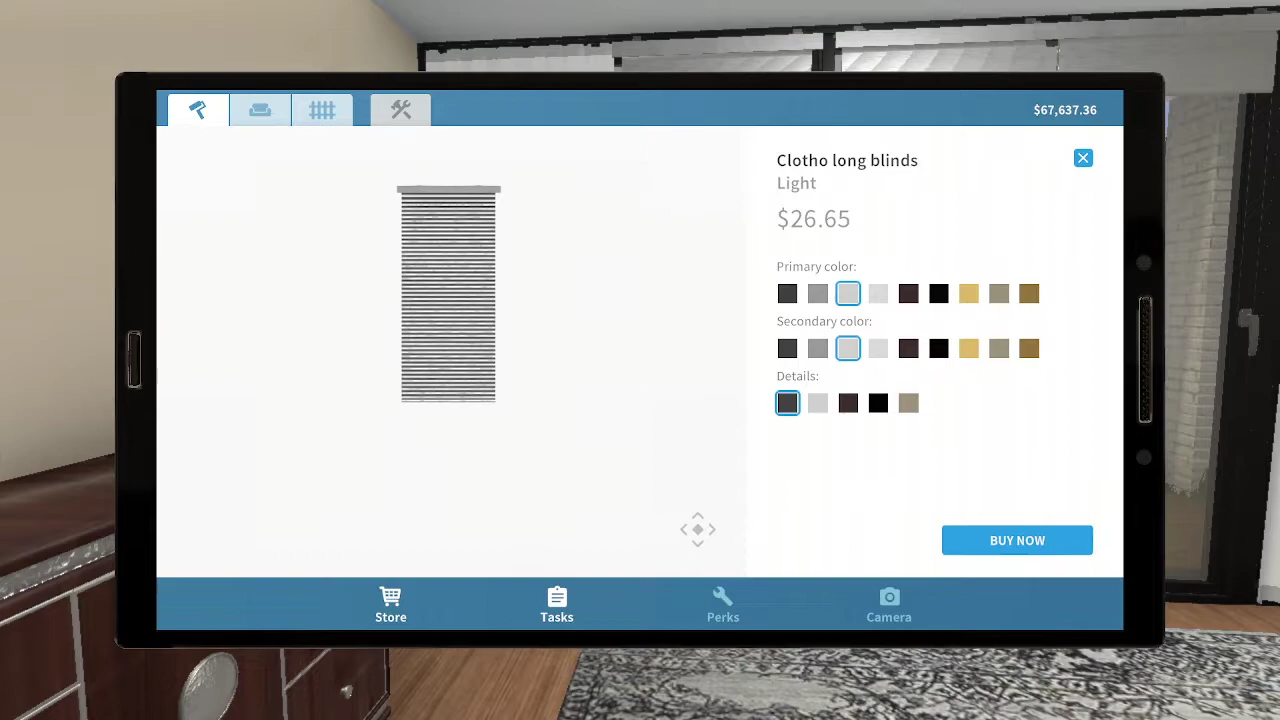 $67,637.36
Clotho long blinds
Light
$26.65
Primary color:
Secondary color:
Details:
BUY NOW
Store
Tasks
Perks
Camera